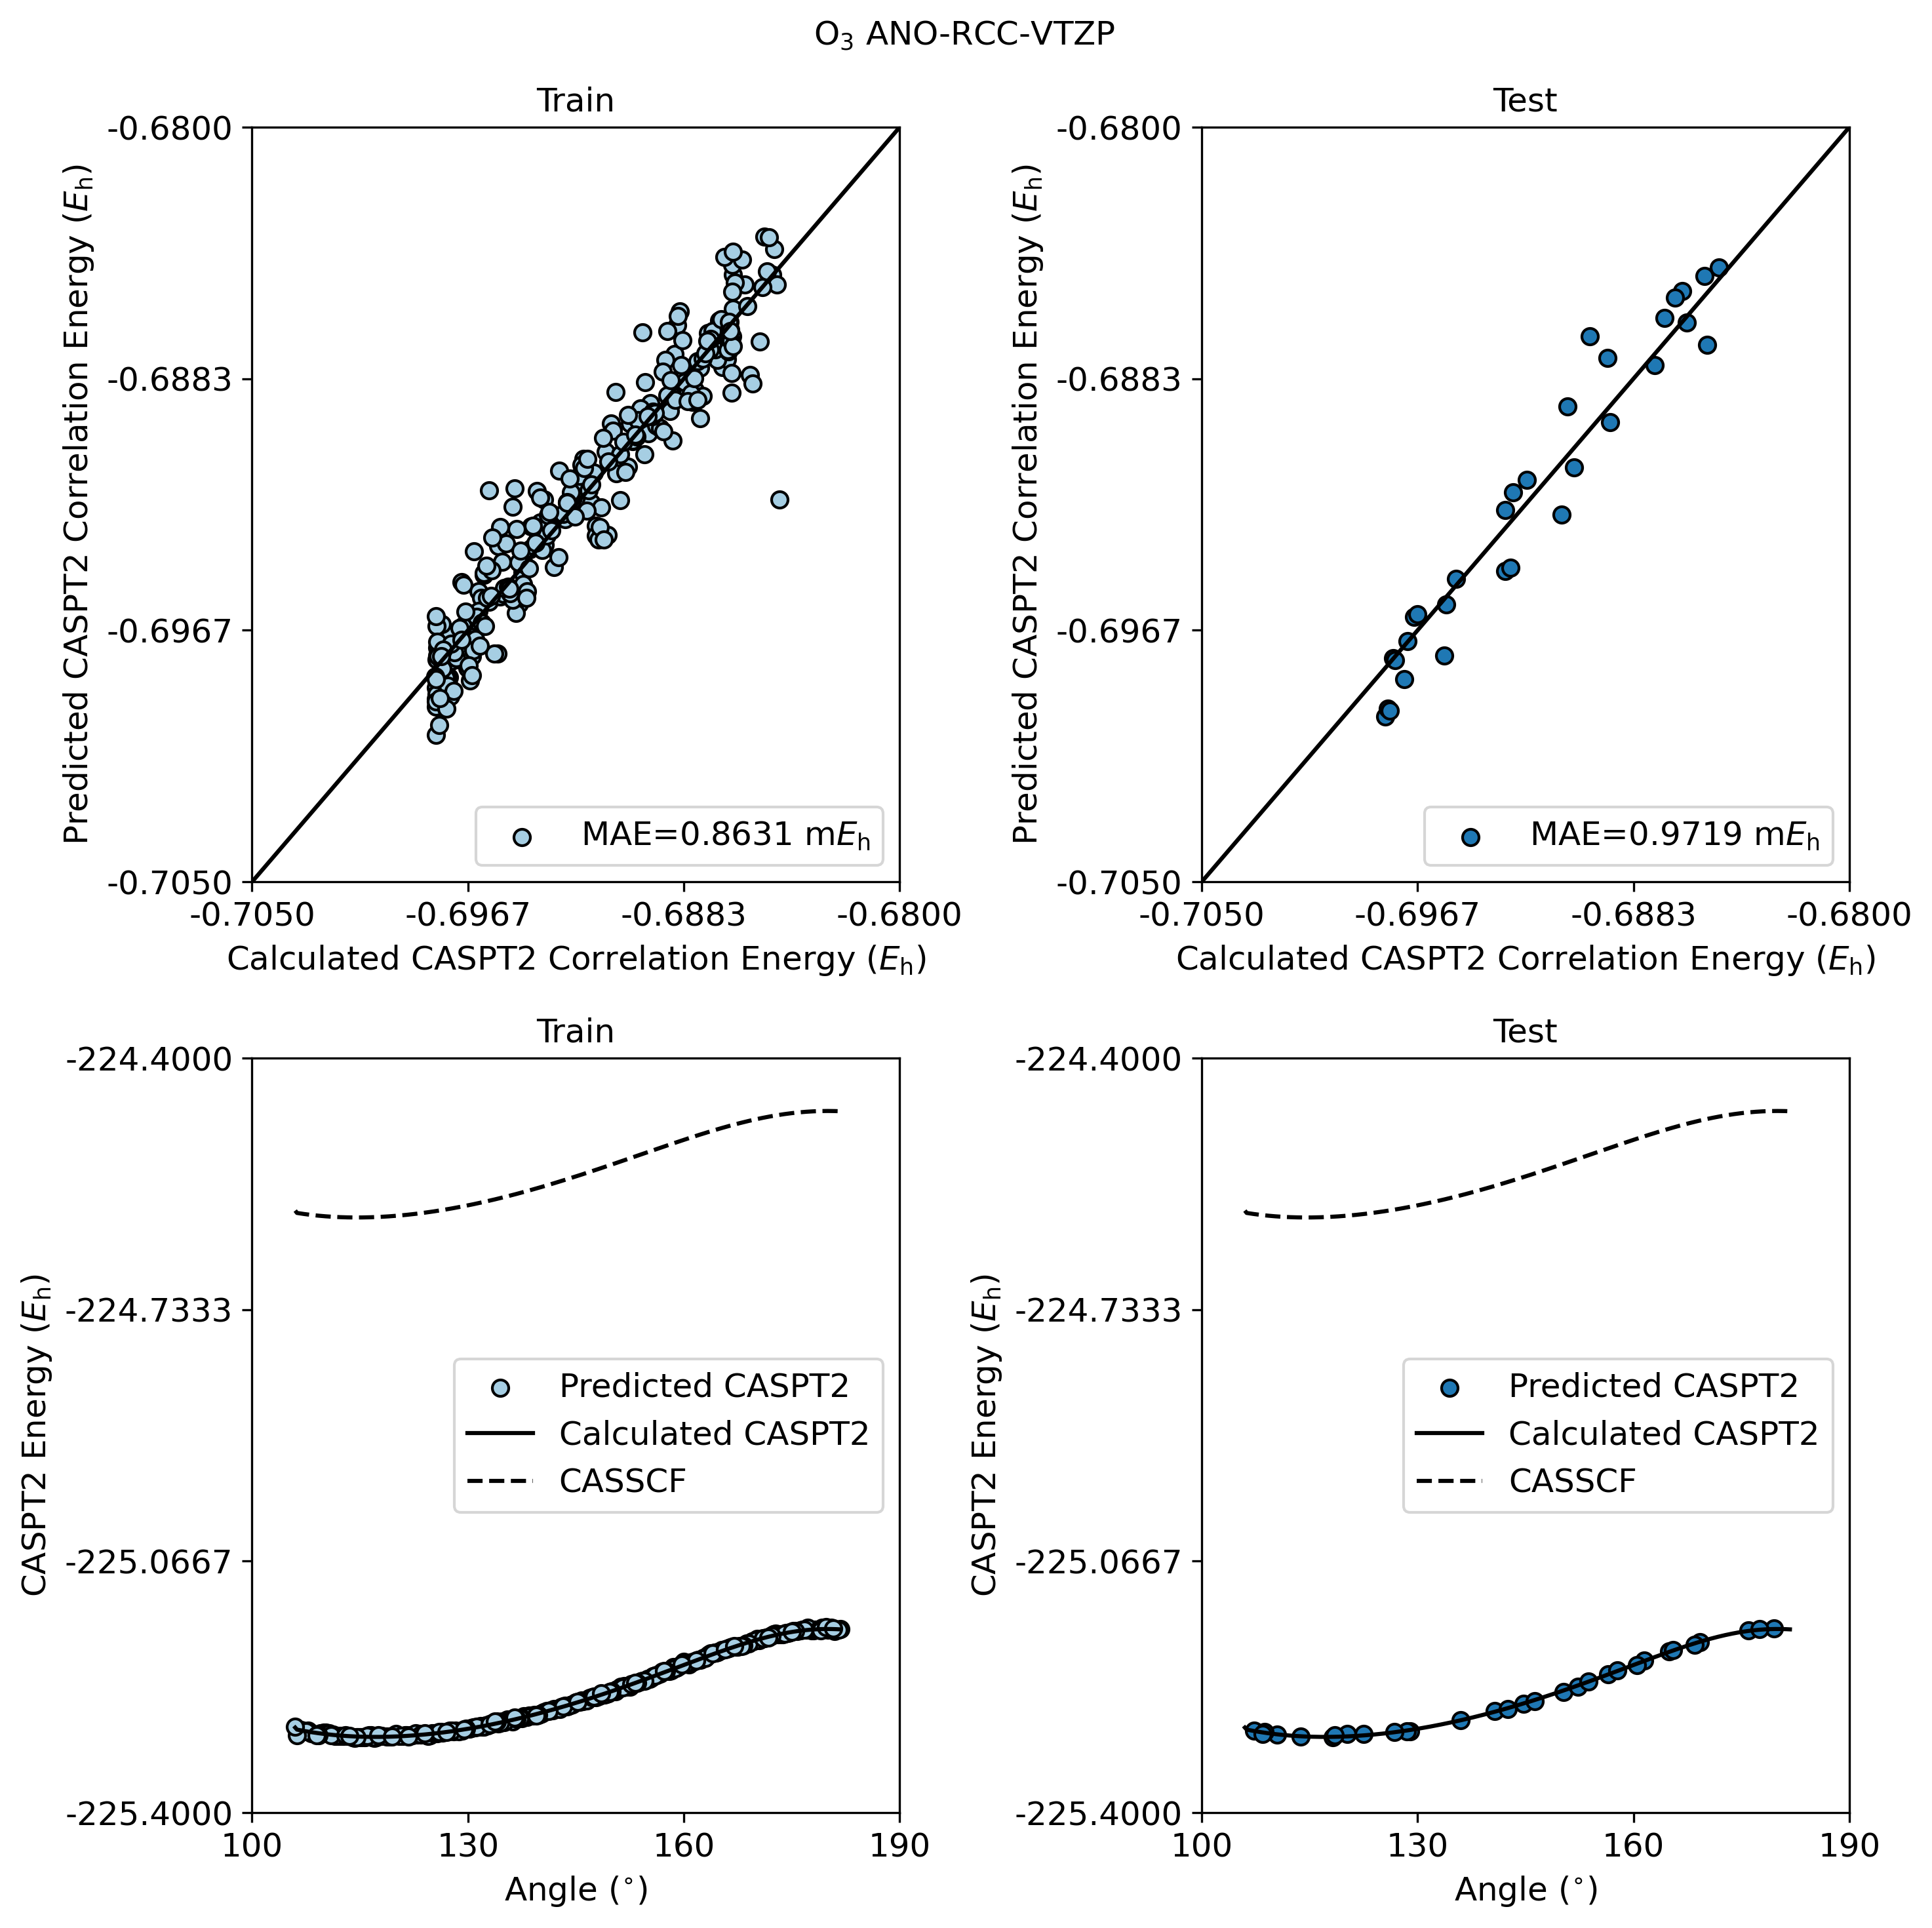 O3 ANO-RCC-VTZP
Train
Predicted CASPT2 Correlation Energy (Eh)
-0.6800
-0.6883
-0.6967
-0.7050
MAE=0.8631 mEh
-0.7050 -0.6967 -0.6883 -0.6800
Calculated CASPT2 Correlation Energy (Eh)
Test
Predicted CASPT2 Correlation Energy (Eh)
-0.6800
-0.6883
-0.6967
-0.7050
MAE=0.9719 mEh
-0.7050 -0.6967 -0.6883 -0.6800
Calculated CASPT2 Correlation Energy (Eh)
Train
CASPT2 Energy (Eh)
-224.4000
-224.7333
-225.0667
-225.4000
Predicted CASPT2
Calculated CASPT2
CASSCF
100 130 160 190
Angle (°)
Test
CASPT2 Energy (Eh)
-224.4000
-224.7333
-225.0667
-225.4000
Predicted CASPT2
Calculated CASPT2
CASSCF
100 130 160 190
Angle (°)